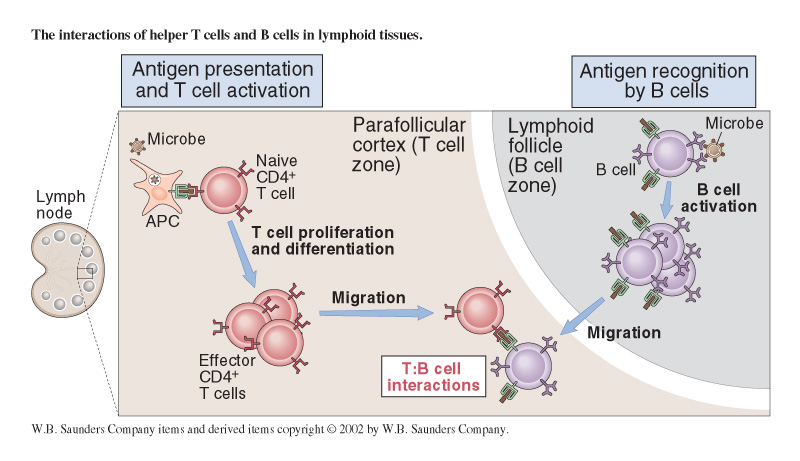 The interactions of helper T cells and B cells in lymphoid tissues.
Antigen presentation
and T cell activation
Antigen recognition
by B cells
Microbe
Naive
CD4+
T cell
APC
Parafollicular
cortex (T cell
zone)
Lymphoid
follicle
(B cell
zone)
Microbe
B cell
B cell
activation
Lymph
node
T cell proliferation
and differentiation
Migration
Migration
Effector
CD4+
T cells
T:B cell
interactions
W.B. Saunders Company items and derived items copyright © 2002 by W.B. Saunders Company.